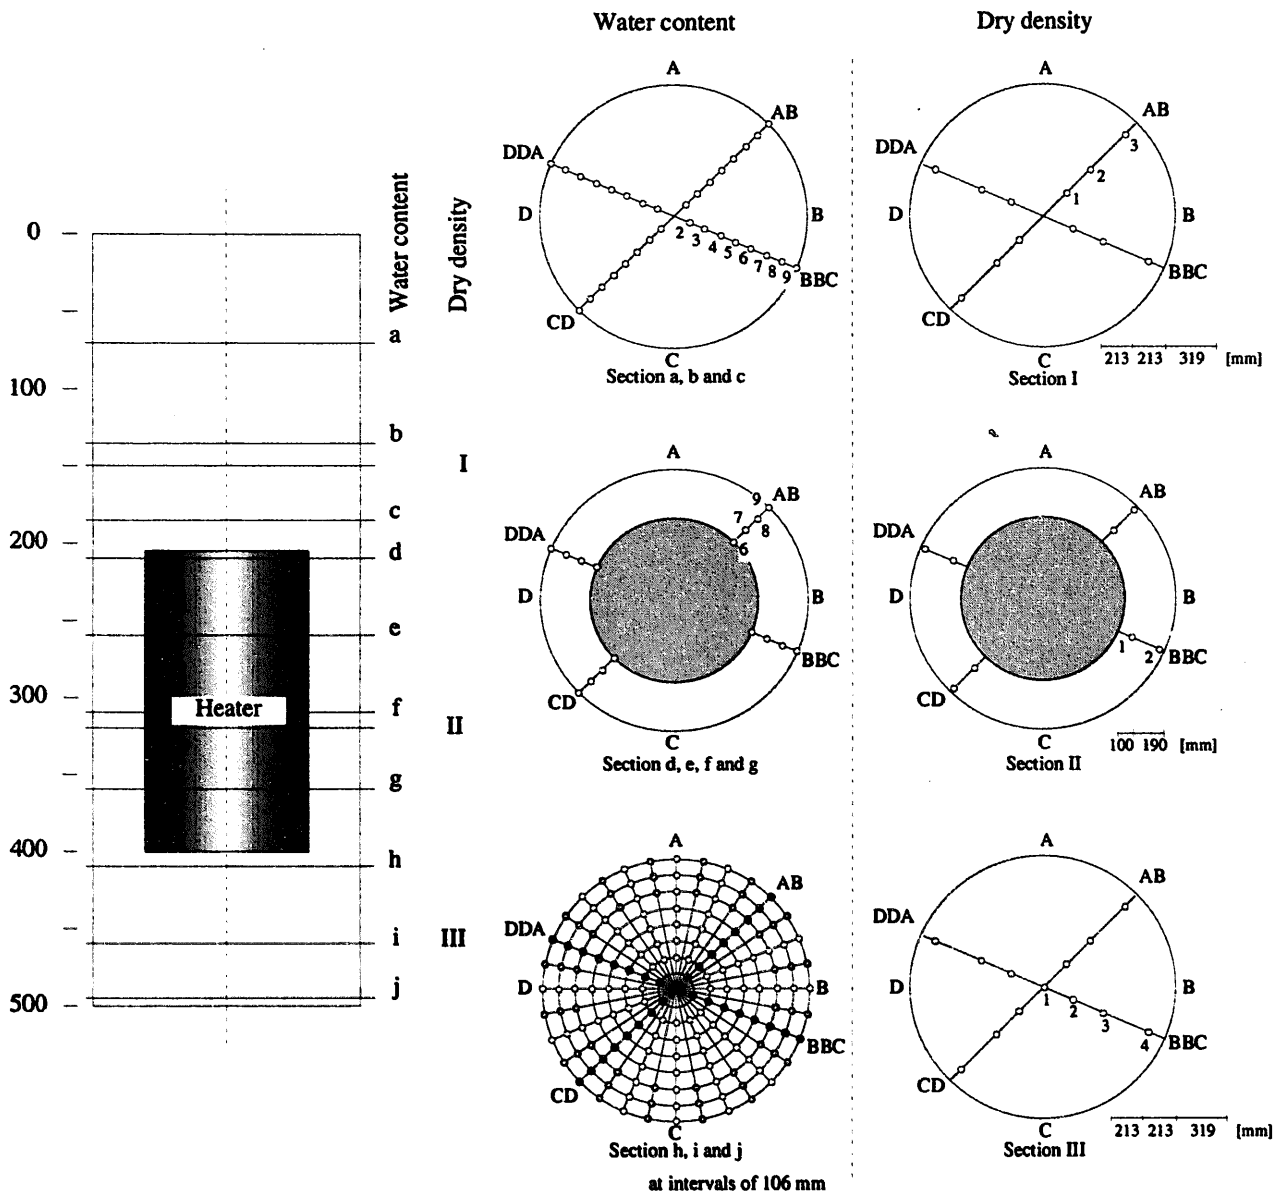 Water content
Dry density
A
AB
DDA
D
B
2 3 4 5 6 7 8 9
BBC
CD
C
Section a, b and c
A
AB
DDA
3
2
1
D
B
BBC
CD
C
213 213 319 [mm]
Section I
Water content
Dry density
0
a
100
b
I
c
200
d
e
300
Heater
f
II
g
400
h
i
III
j
500
A
9 AB
7 8
6
DDA
D
B
BBC
CD
C
Section d, e, f and g
A
AB
DDA
D
B
1 2 BBC
CD
C
100 190 [mm]
Section II
A
AB
DDA
D
B
BBC
CD
C
Section h, i and j
at intervals of 106 mm
A
AB
DDA
D
B
1 2 3 4 BBC
CD
C
213 213 319 [mm]
Section III